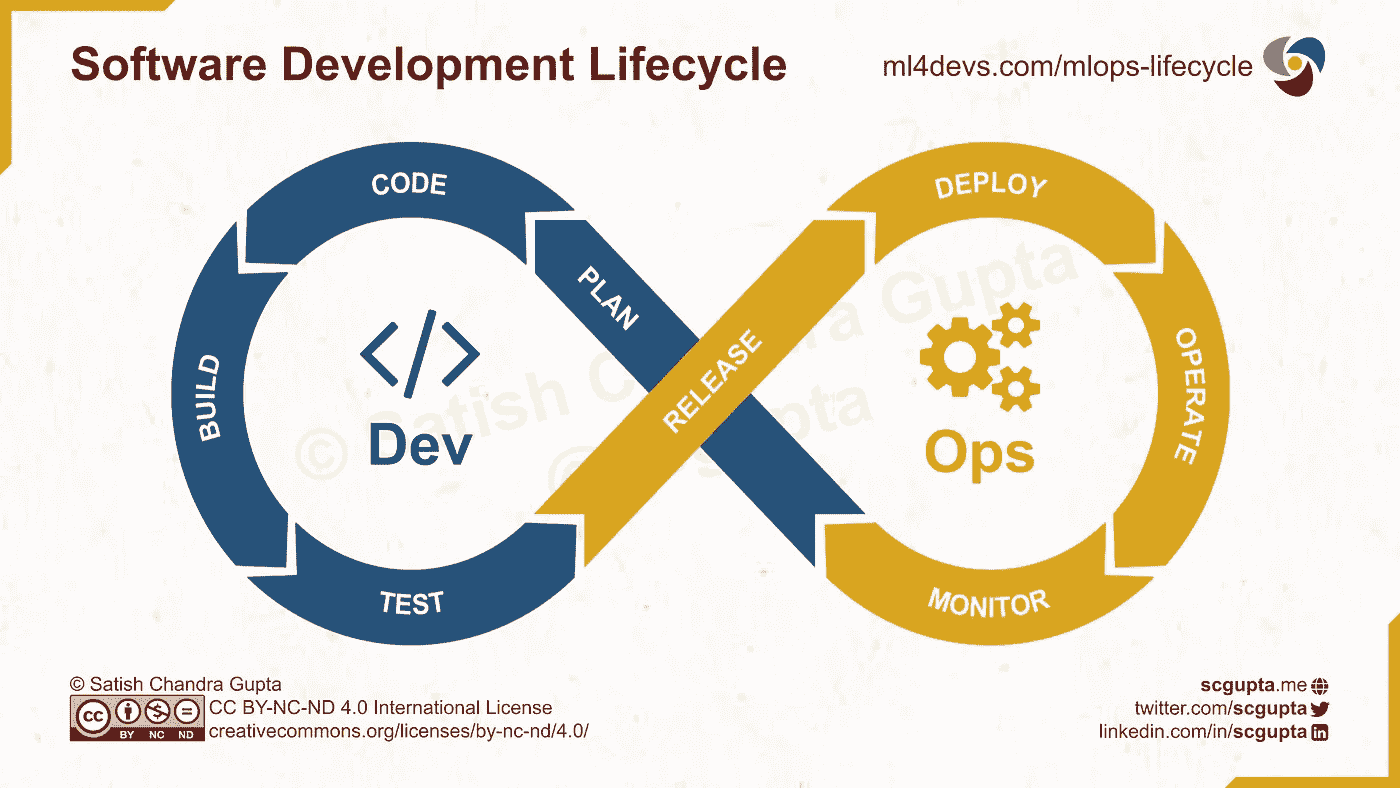 Software Development Lifecycle
ml4devs.com/mlops-lifecycle
CODE
PLAN
BUILD
TEST
Dev
RELEASE
DEPLOY
OPERATE
MONITOR
Ops
© Satish Chandra Gupta
© scgupta
© Satish Chandra Gupta
CC BY NC ND
CC BY-NC-ND 4.0 International License
creativecommons.org/licenses/by-nc-nd/4.0/
scgupta.me
twitter.com/scgupta
linkedin.com/in/scgupta
in